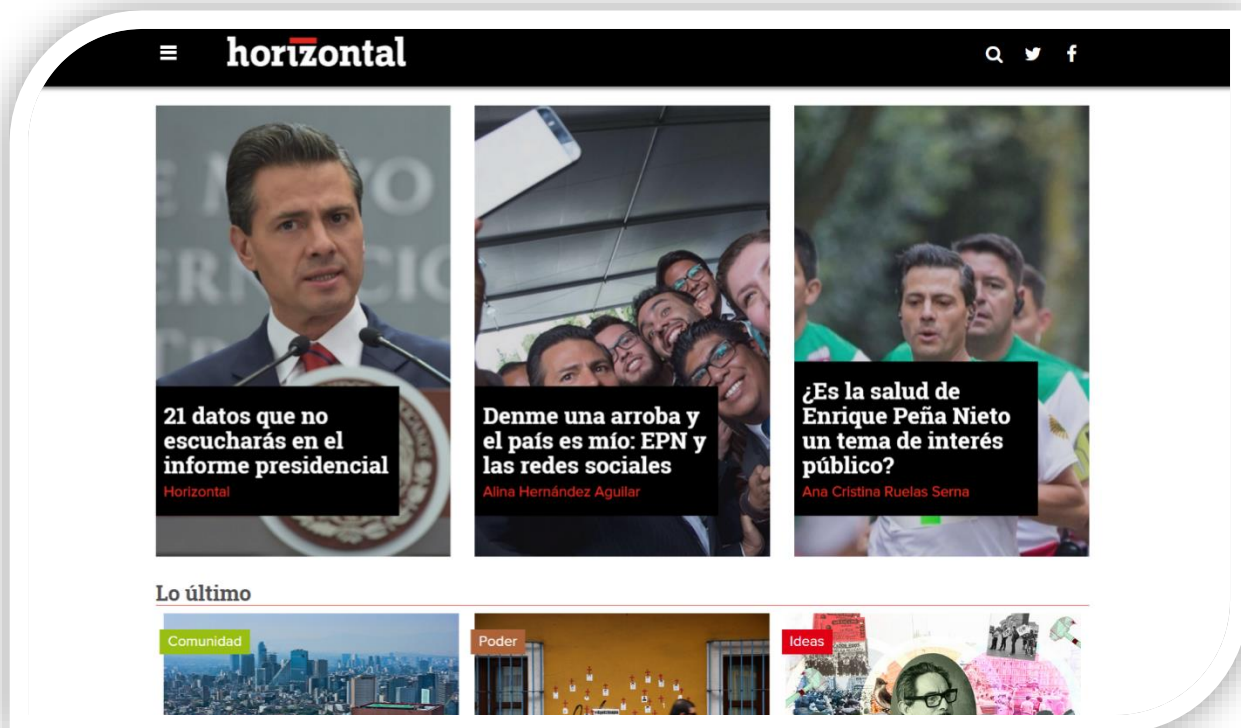 horizontal
21 datos que no
escucharás en el
informe presidencial
Horizontal
Denme una arroba y
el país es mío: EPN y
las redes sociales
Alina Hernández Aguilar
¿Es la salud de
Enrique Peña Nieto
un tema de interés
público?
Ana Cristina Ruelas Serna
Lo último
Comunidad
Poder
Ideas